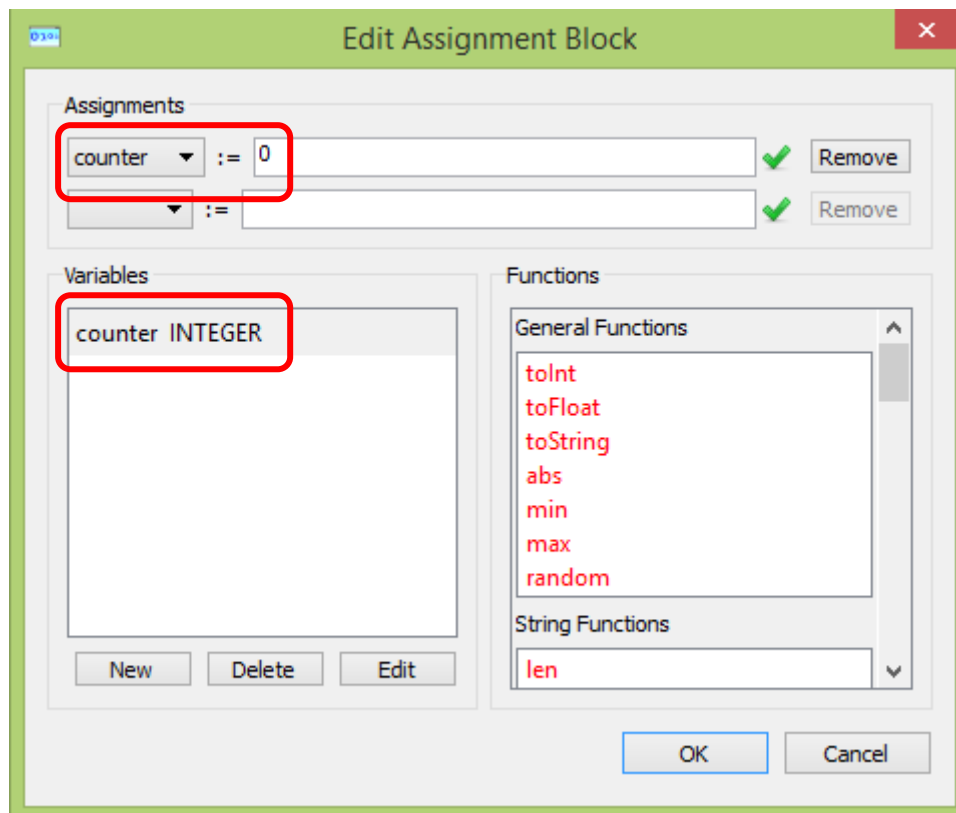 Edit Assignment Block
Assignments
counter := 0 Remove
:= Remove
Variables
counter INTEGER
New Delete Edit
Functions
General Functions
toInt
toFloat
toString
abs
min
max
random
String Functions
len
OK Cancel